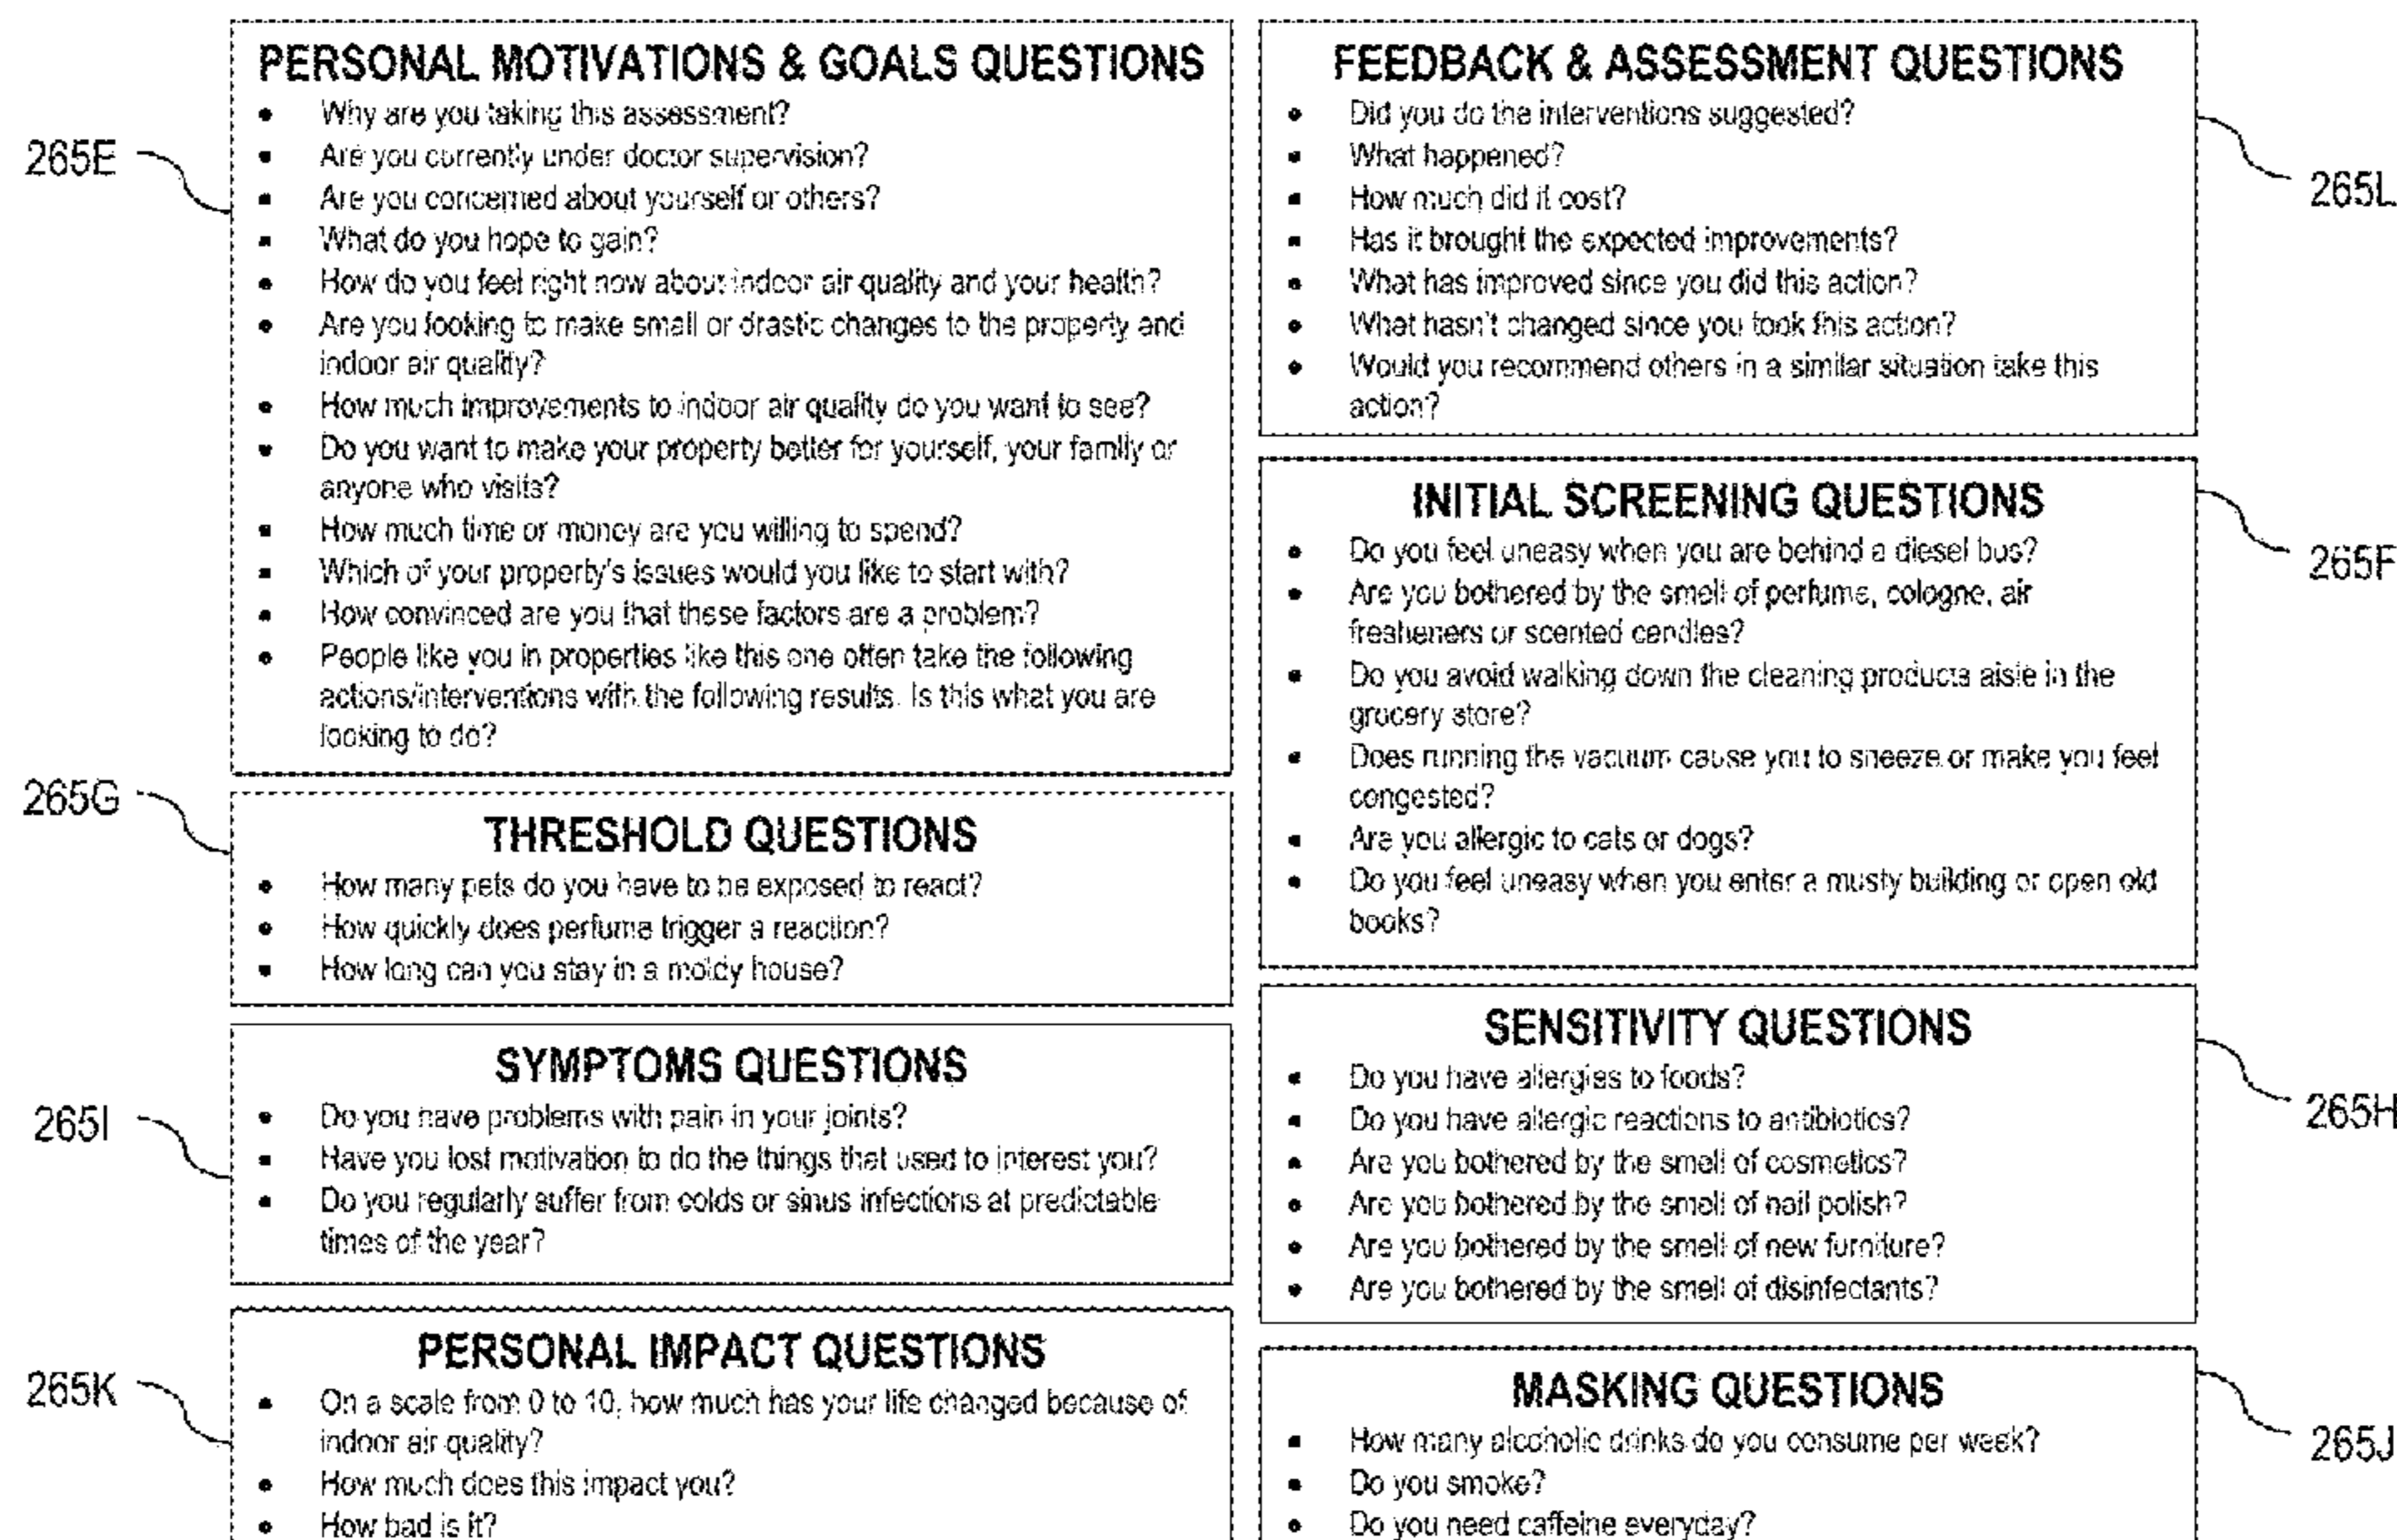 265E
PERSONAL MOTIVATIONS & GOALS QUESTIONS
• Why are you taking this assessment?
• Are you currently under doctor supervision?
• Are you concerned about yourself or others?
• What do you hope to gain?
• How do you feel right now about indoor air quality and your health?
• Are you looking to make small or drastic changes to the property and
indoor air quality?
• How much improvements to indoor air quality do you want to see?
• Do you want to make your property better for yourself, your family or
anyone who visits?
• How much time or money are you willing to spend?
• Which of your property's issues would you like to start with?
• How convinced are you that these factors are a problem?
• People like you in properties like this one often take the following
actions/interventions with the following results. Is this what you are
looking to do?
265G
THRESHOLD QUESTIONS
• How many pets do you have to be exposed to react?
• How quickly does perfume trigger a reaction?
• How long can you stay in a moldy house?
265I
SYMPTOMS QUESTIONS
• Do you have problems with pain in your joints?
• Have you lost motivation to do the things that used to interest you?
• Do you regularly suffer from colds or sinus infections at predictable
times of the year?
265K
PERSONAL IMPACT QUESTIONS
• On a scale from 0 to 10, how much has your life changed because of
indoor air quality?
• How much does this impact you?
• How bad is it?
FEEDBACK & ASSESSMENT QUESTIONS
• Did you do the interventions suggested?
• What happened?
• How much did it cost?
• Has it brought the expected improvements?
• What has improved since you did this action?
• What hasn't changed since you took this action?
• Would you recommend others in a similar situation take this
action?
265L
INITIAL SCREENING QUESTIONS
• Do you feel uneasy when you are behind a diesel bus?
• Are you bothered by the smell of perfume, cologne, air
fresheners or scented candles?
• Do you avoid walking down the cleaning products aisle in the
grocery store?
• Does running the vacuum cause you to sneeze or make you feel
congested?
• Are you allergic to cats or dogs?
• Do you feel uneasy when you enter a musty building or open old
books?
265F
SENSITIVITY QUESTIONS
• Do you have allergies to foods?
• Do you have allergic reactions to antibiotics?
• Are you bothered by the smell of cosmetics?
• Are you bothered by the smell of nail polish?
• Are you bothered by the smell of new furniture?
• Are you bothered by the smell of disinfectants?
265H
MASKING QUESTIONS
• How many alcoholic drinks do you consume per week?
• Do you smoke?
• Do you need caffeine everyday?
265J